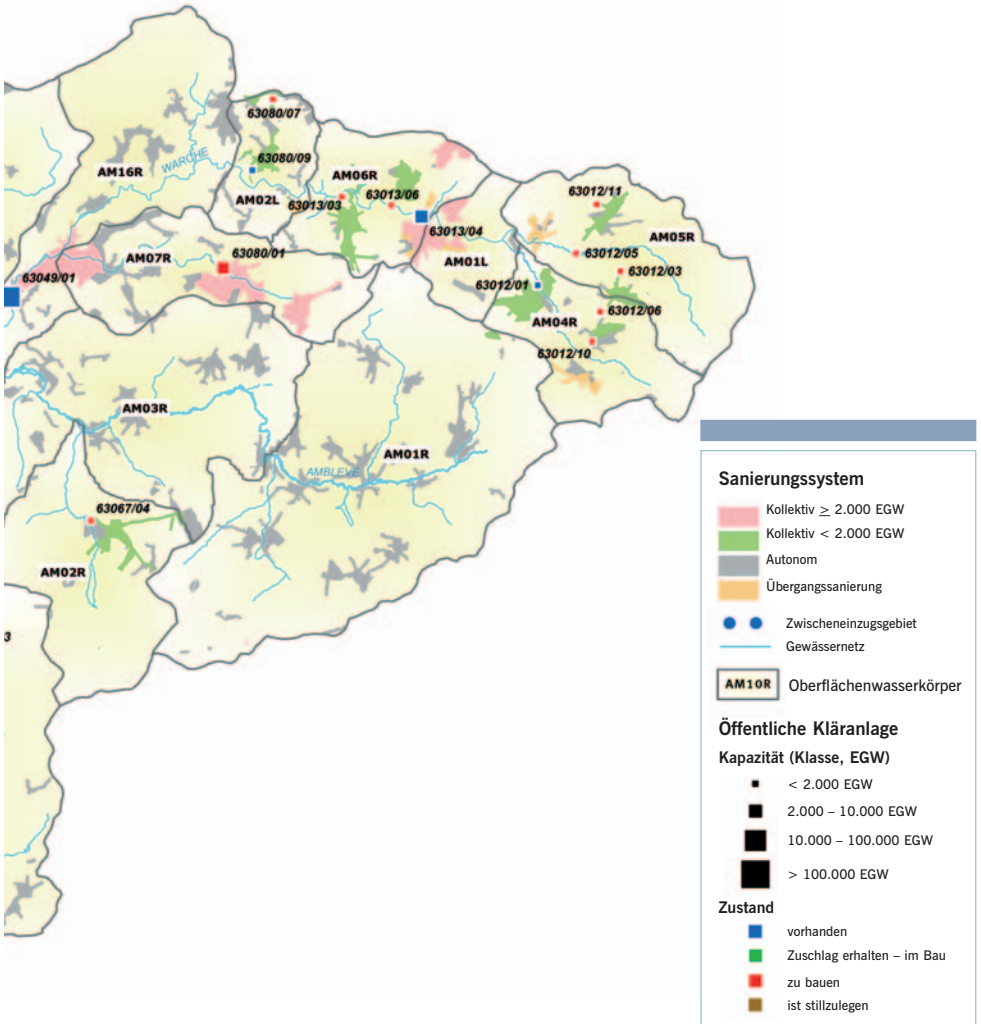 63080/07
63080/09
AM16R
WARCHE
AM06R
63013/06
AM02L
63013/03
63012/11
63013/04
AM05R
63012/05
AM07R
63080/01
AM01L
63012/03
63049/01
63012/01
63012/06
AM04R
63012/10
AM03R
AM01R
AMBLEVE
63067/04
AM02R
3
Sanierungssystem
Kollektiv ≥ 2.000 EGW
Kollektiv < 2.000 EGW
Autonom
Übergangssanierung
Zwischeneinzugsgebiet
Gewässernetz
AM10R Oberflächenwasserkörper
Öffentliche Kläranlage
Kapazität (Klasse, EGW)
< 2.000 EGW
2.000 – 10.000 EGW
10.000 – 100.000 EGW
> 100.000 EGW
Zustand
vorhanden
Zuschlag erhalten – im Bau
zu bauen
ist stillzulegen